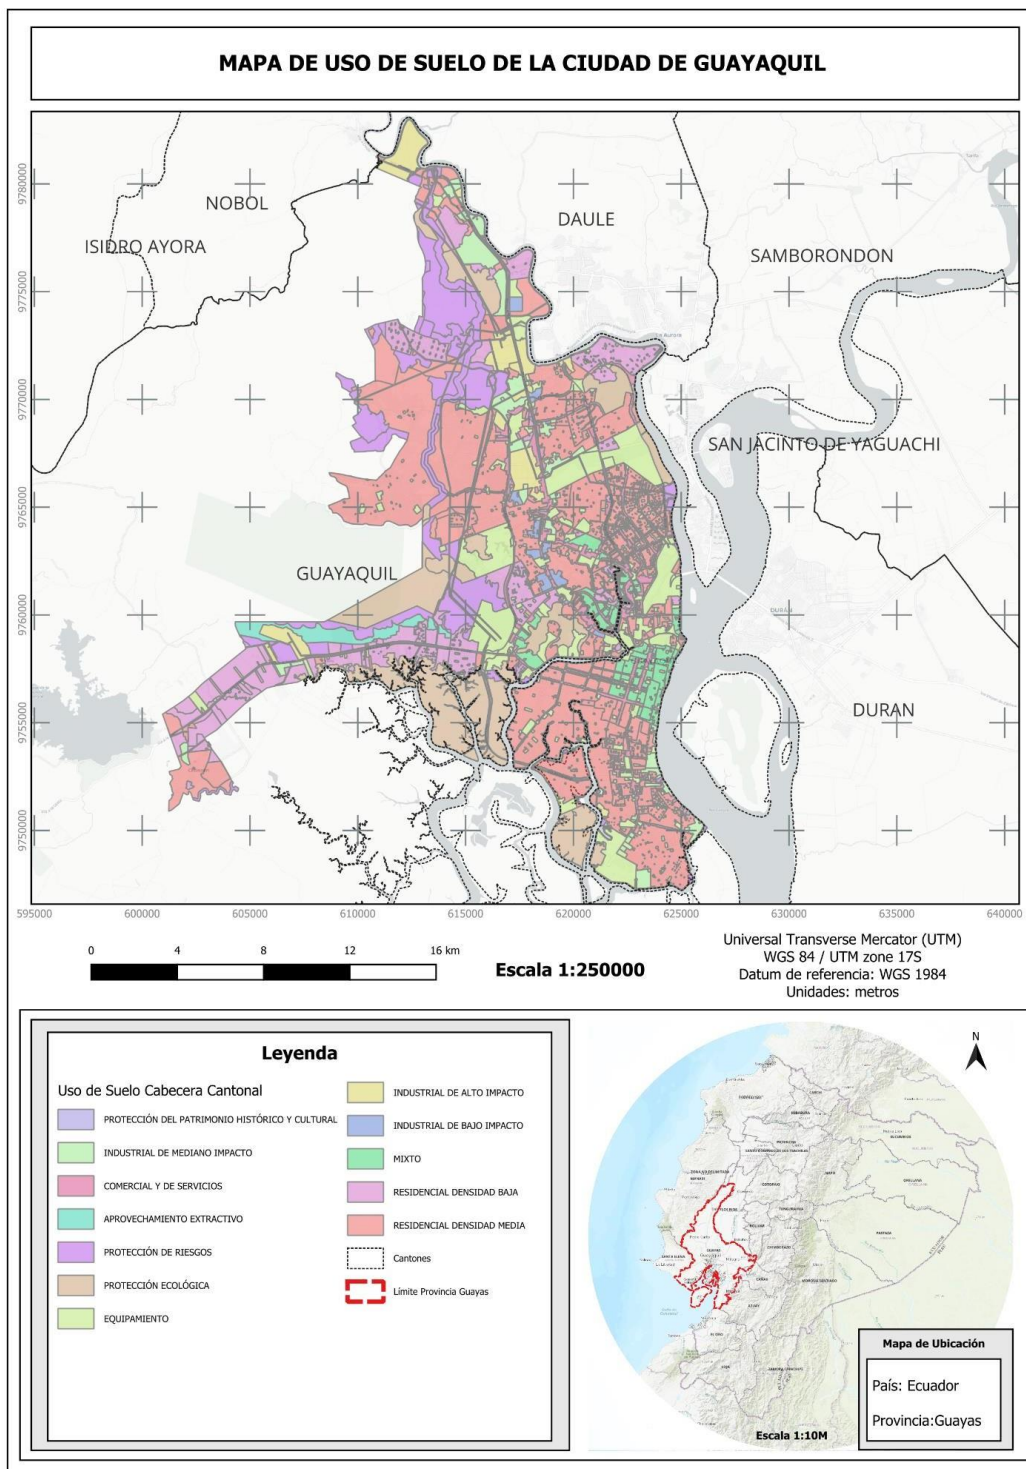 MAPA DE USO DE SUELO DE LA CIUDAD DE GUAYAQUIL
9780000
9775000
9770000
9765000
9760000
9755000
9750000
NOBOL
DAULE
ISIDRO AYORA
SAMBORONDON
SAN JACINTO DE YAGUACHI
GUAYAQUIL
DURAN
DURAN
595000 600000 605000 610000 615000 620000 625000 630000 635000 640000
0 4 8 12 16 km
Escala 1:250000
Universal Transverse Mercator (UTM)
WGS 84 / UTM zone 17S
Datum de referencia: WGS 1984
Unidades: metros
Leyenda
Uso de Suelo Cabecera Cantonal
PROTECCIÓN DEL PATRIMONIO HISTÓRICO Y CULTURAL
INDUSTRIAL DE MEDIANO IMPACTO
COMERCIAL Y DE SERVICIOS
APROVECHAMIENTO EXTRACTIVO
PROTECCIÓN DE RIESGOS
PROTECCIÓN ECOLÓGICA
EQUIPAMIENTO
INDUSTRIAL DE ALTO IMPACTO
INDUSTRIAL DE BAJO IMPACTO
MIXTO
RESIDENCIAL DENSIDAD BAJA
RESIDENCIAL DENSIDAD MEDIA
Cantones
Límite Provincia Guayas
N
Escala 1:10M
Mapa de Ubicación
País: Ecuador
Provincia:Guayas